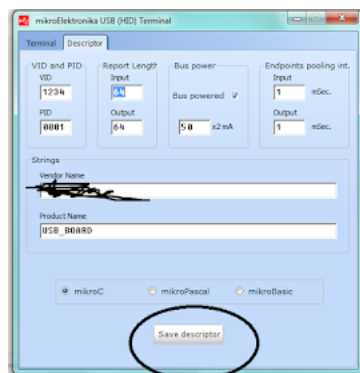 mikroElektronika USB (HID) Terminal
Terminal Descriptor
VID and PID
VID
1234
PID
0001
Report Length
Input
64
Output
64
Bus power
Bus powered
50 x2mA
Endpoints pooling int.
Input
1 mSec.
Output
1 mSec.
Strings
Vendor Name
Product Name
USB_BOARD
mikroC mikroPascal mikroBasic
Save descriptor